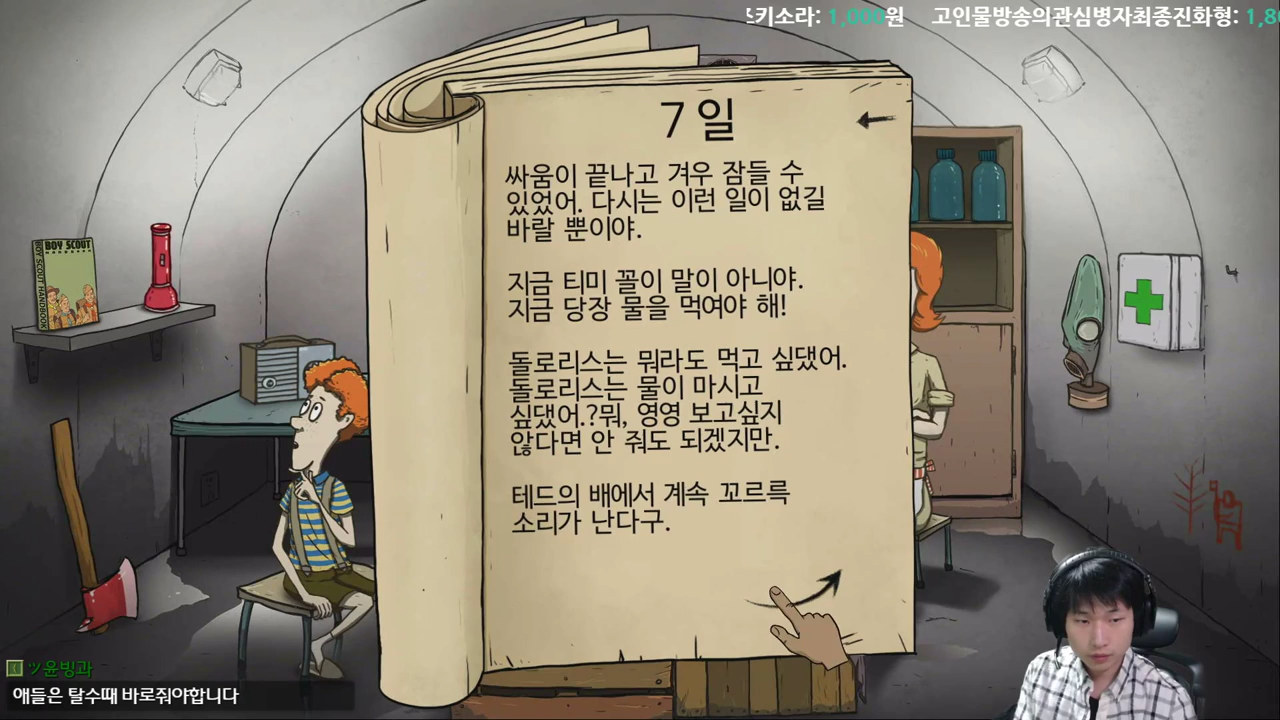 즈키소라: 1,000원 고인물방송의관심병자최종진화형: 1,8
7 일
싸움이 끝나고 겨우 잠들 수
있었어. 다시는 이런 일이 없길
바랄 뿐이야.
지금 티미 꼴이 말이 아니야.
지금 당장 물을 먹여야 해!
돌로리스는 뭐라도 먹고 싶댔어.
돌로리스는 물이 마시고
싶댔어.?뭐, 영영 보고싶지
않다면 안 줘도 되겠지만.
테드의 배에서 계속 꼬르륵
소리가 난다구.
BOY SCOUT
BOY SCOUT HANDBOOK
ツ윤빙과
애들은 탈수때 바로줘야합니다